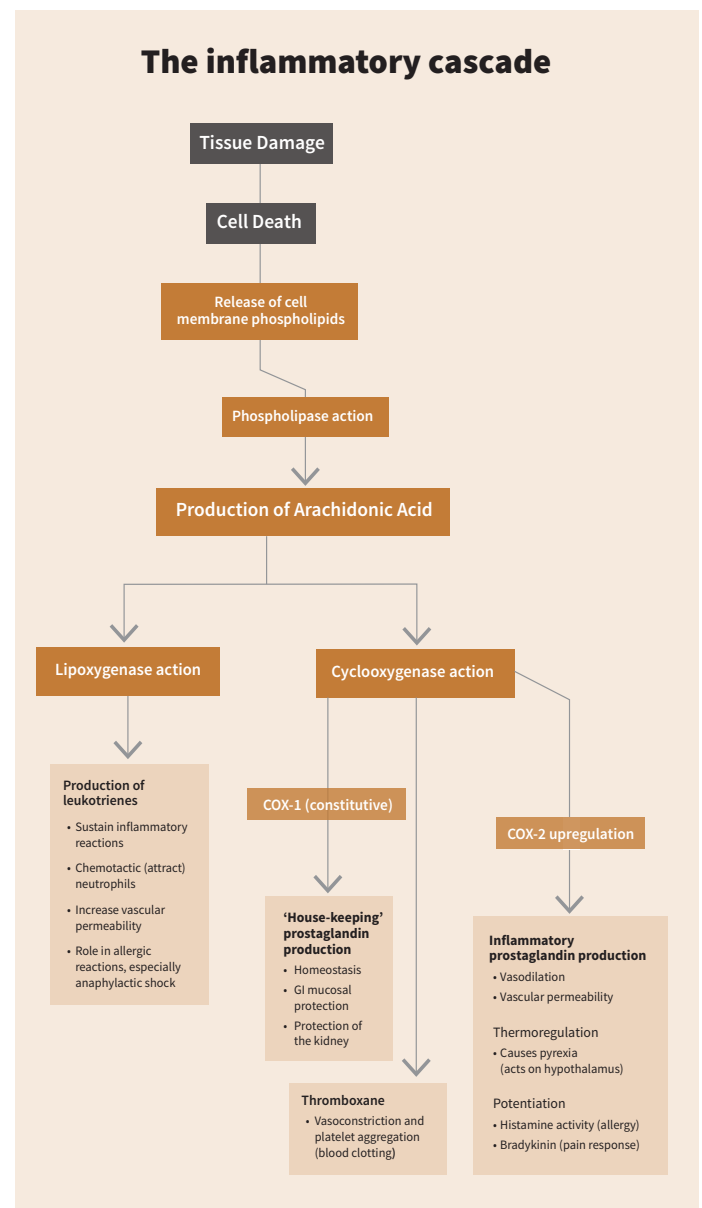 The inflammatory cascade
Tissue Damage
Cell Death
Release of cell
membrane phospholipids
Phospholipase action
Production of Arachidonic Acid
Lipoxygenase action
Cyclooxygenase action
Production of
leukotrienes
• Sustain inflammatory
reactions
• Chemotactic (attract)
neutrophils
• Increase vascular
permeability
• Role in allergic
reactions, especially
anaphylactic shock
COX-1 (constitutive)
‘House-keeping’
prostaglandin
production
• Homeostasis
• GI mucosal
protection
• Protection of
the kidney
Thromboxane
• Vasoconstriction and
platelet aggregation
(blood clotting)
COX-2 upregulation
Inflammatory
prostaglandin production
• Vasodilation
• Vascular permeability
Thermoregulation
• Causes pyrexia
(acts on hypothalamus)
Potentiation
• Histamine activity (allergy)
• Bradykinin (pain response)